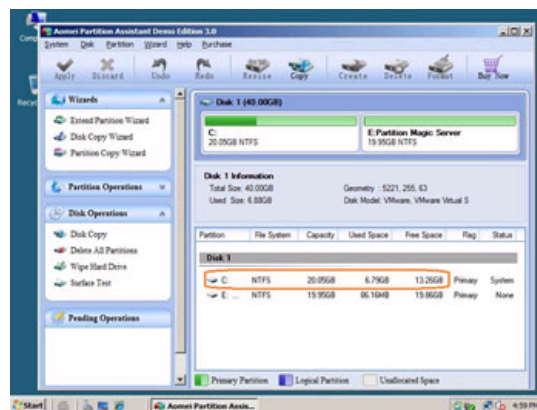 Comp
Recyc
Aomei Partition Assistant Demo Edition 3.0
System Disk Partition Wizard Help Purchase
Apply Discard Undo Redo Resize Copy Create Delete Format Buy Now
Wizards
Extend Partition Wizard
Disk Copy Wizard
Partition Copy Wizard
Partition Operations
Disk Operations
Disk Copy
Delete All Partitions
Wipe Hard Drive
Surface Test
Pending Operations
Disk 1 (40.00GB)
C:
20.05GB NTFS
E:Partition Magic Server
19.95GB NTFS
Disk 1 Information
Total Size: 40.00GB Geometry : 5221, 255, 63
Used Size: 6.88GB Disk Model: VMware, VMware Virtual S
Partition File System Capacity Used Space Free Space Flag Status
Disk 1
C: NTFS 20.05GB 6.79GB 13.26GB Primary System
E: ... NTFS 19.95GB 86.16MB 19.86GB Primary None
Primary Partition Logical Partition Unallocated Space
Start Aomei Partition Assis... 4:59 PM